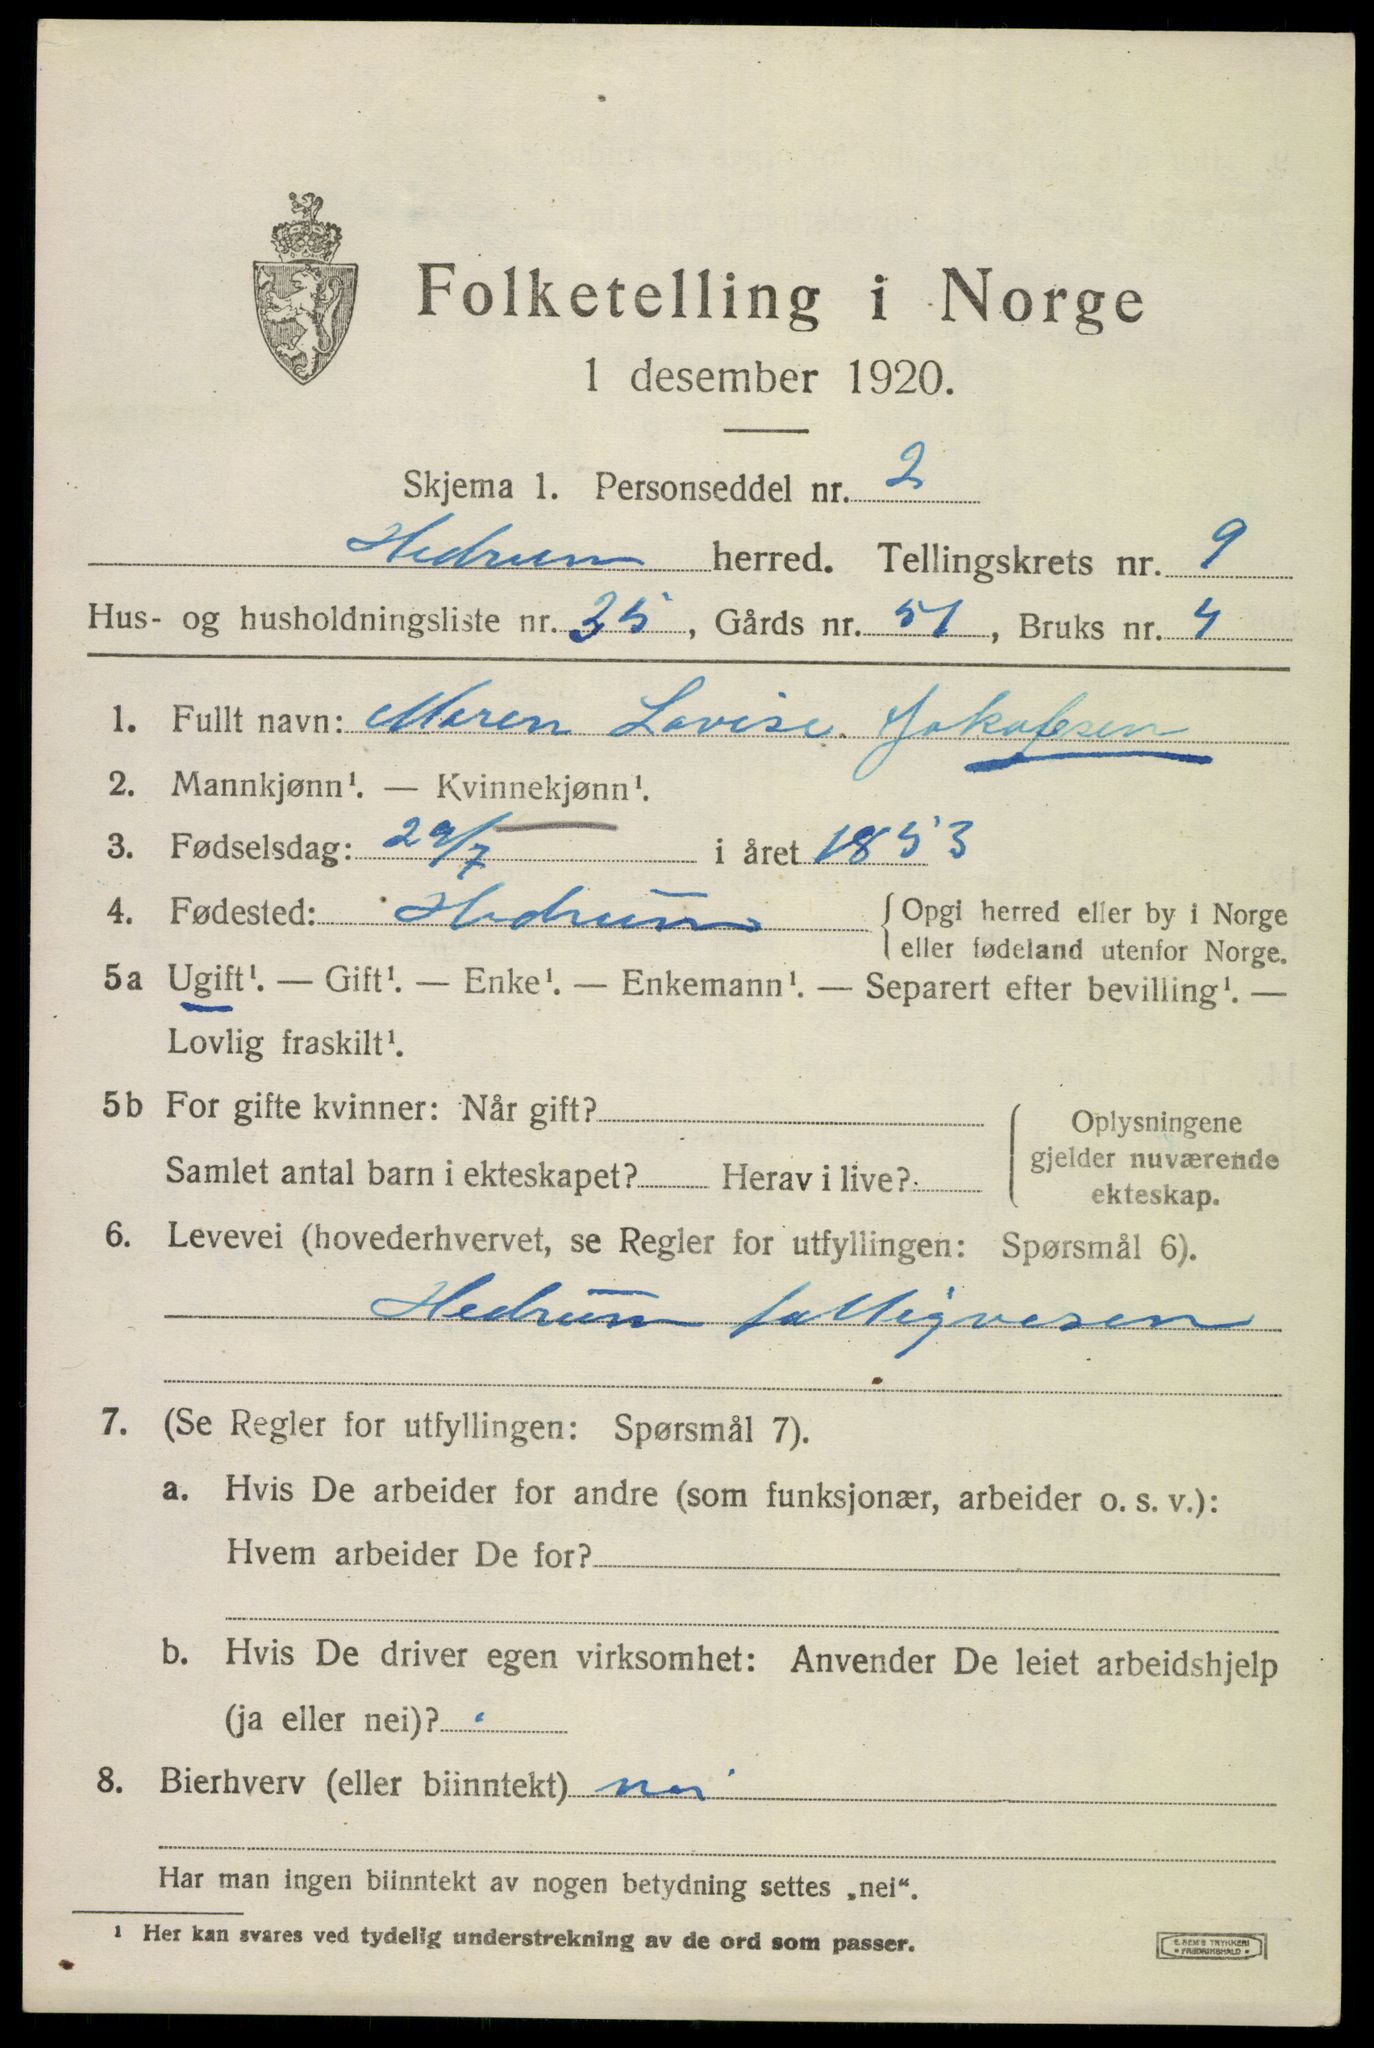 Folketelling i Norge
1 desember 1920.
Skjema 1. Personseddel nr. 2
Hedrum herred. Tellingskrets nr. 9
Hus- og husholdningsliste nr. 35, Gårds nr. 51, Bruks nr. 4
1. Fullt navn: Maren Lovise Jakobsen
2. Mannkjønn¹. — Kvinnekjønn¹.
3. Fødselsdag: 29/7 i året 1853
4. Fødested: Hedrum { Opgi herred eller by i Norge
eller fødeland utenfor Norge.
5a Ugift¹. — Gift¹. — Enke¹. — Enkemann¹. — Separert efter bevilling¹. —
Lovlig fraskilt¹.
5b For gifte kvinner: Når gift?
Samlet antal barn i ekteskapet? Herav i live?
Oplysningene
gjelder nuværende
ekteskap.
6. Levevei (hovederhvervet, se Regler for utfyllingen: Spørsmål 6).
Hedrum fattigvesen
7. (Se Regler for utfyllingen: Spørsmål 7).
a. Hvis De arbeider for andre (som funksjonær, arbeider o. s. v.):
Hvem arbeider De for?
b. Hvis De driver egen virksomhet: Anvender De leiet arbeidshjelp
(ja eller nei)?
8. Bierhverv (eller biinntekt) nei
Har man ingen biinntekt av nogen betydning settes „nei“.
¹ Her kan svares ved tydelig understrekning av de ord som passer.
E. SEM'S TRYKKERI
• FREDRIKSHALD •